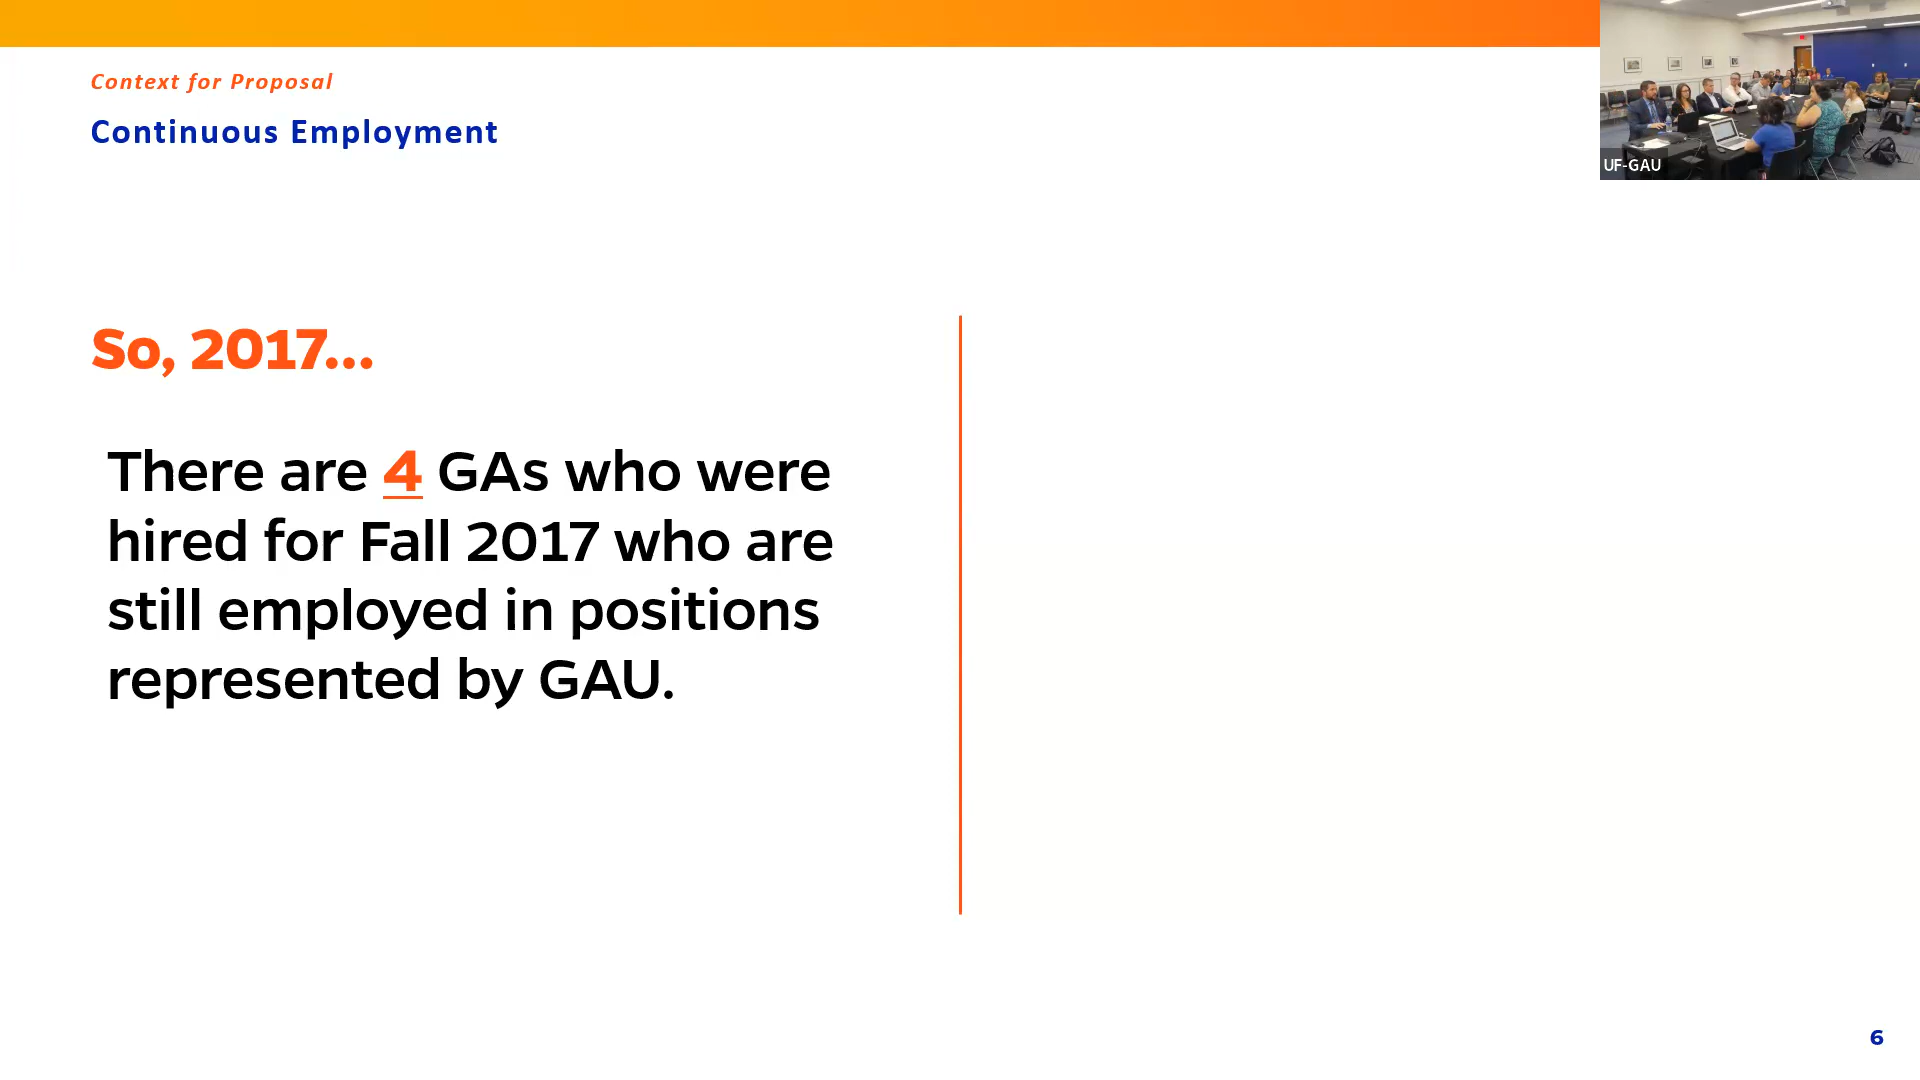 Context for Proposal
Continuous Employment
UF-GAU
So, 2017...
There are 4 GAs who were
hired for Fall 2017 who are
still employed in positions
represented by GAU.
6